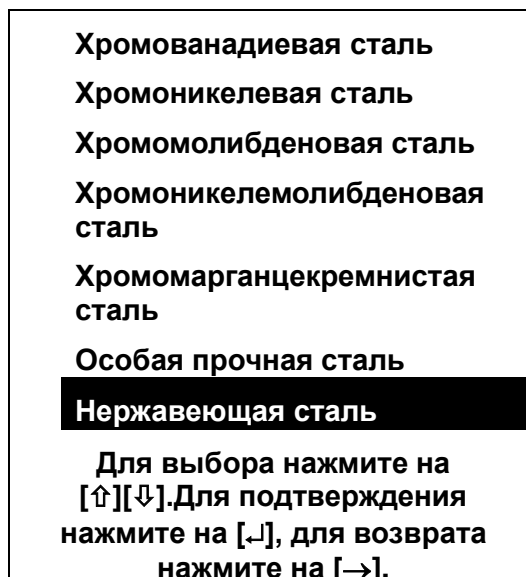 Хромованадиевая сталь
Хромоникелевая сталь
Хромомолибденовая сталь
Хромоникелемолибденовая
сталь
Хромомарганцекремнистая
сталь
Особая прочная сталь
Нержавеющая сталь
Для выбора нажмите на
[⇧][⇩].Для подтверждения
нажмите на [↵], для возврата
нажмите на [→].